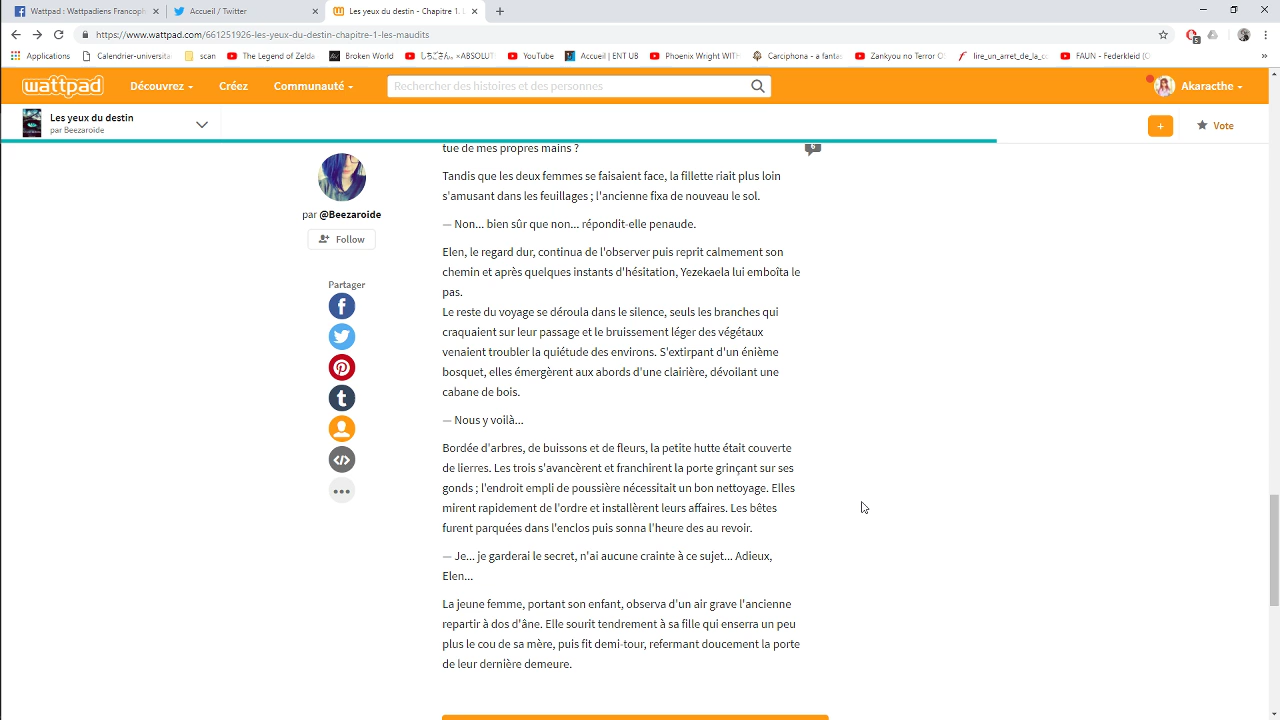 Wattpad : Wattpadiens Francoph
Accueil / Twitter
Les yeux du destin - Chapitre 1. L
https://www.wattpad.com/661251926-les-yeux-du-destin-chapitre-1-les-maudits
5
Applications
Calendrier-universita
scan
The Legend of Zelda
Broken World
しちごさん ×ABSOLUT
YouTube
Accueil | ENT UB
Phoenix Wright WITH
Carciphona - a fantas
Zankyou no Terror O
lire_un_arret_de_la_cc
FAUN - Federkleid (O
wattpad
Découvrez
Créez
Communauté
Rechercher des histoires et des personnes
Akaracthe
Les yeux du destin
par Beezaroide
+
Vote
par @Beezaroide
Follow
Partager
tue de mes propres mains ?
6
Tandis que les deux femmes se faisaient face, la fillette riait plus loin
s'amusant dans les feuillages ; l'ancienne fixa de nouveau le sol.
— Non... bien sûr que non... répondit-elle penaude.
Elen, le regard dur, continua de l'observer puis reprit calmement son
chemin et après quelques instants d'hésitation, Yezekaela lui emboîta le
pas.
Le reste du voyage se déroula dans le silence, seuls les branches qui
craquaient sur leur passage et le bruissement léger des végétaux
venaient troubler la quiétude des environs. S'extirpant d'un énième
bosquet, elles émergèrent aux abords d'une clairière, dévoilant une
cabane de bois.
— Nous y voilà...
Bordée d'arbres, de buissons et de fleurs, la petite hutte était couverte
de lierres. Les trois s'avancèrent et franchirent la porte grinçant sur ses
gonds ; l'endroit empli de poussière nécessitait un bon nettoyage. Elles
mirent rapidement de l'ordre et installèrent leurs affaires. Les bêtes
furent parquées dans l'enclos puis sonna l'heure des au revoir.
— Je... je garderai le secret, n'ai aucune crainte à ce sujet... Adieux,
Elen...
La jeune femme, portant son enfant, observa d'un air grave l'ancienne
repartir à dos d'âne. Elle sourit tendrement à sa fille qui enserra un peu
plus le cou de sa mère, puis fit demi-tour, refermant doucement la porte
de leur dernière demeure.